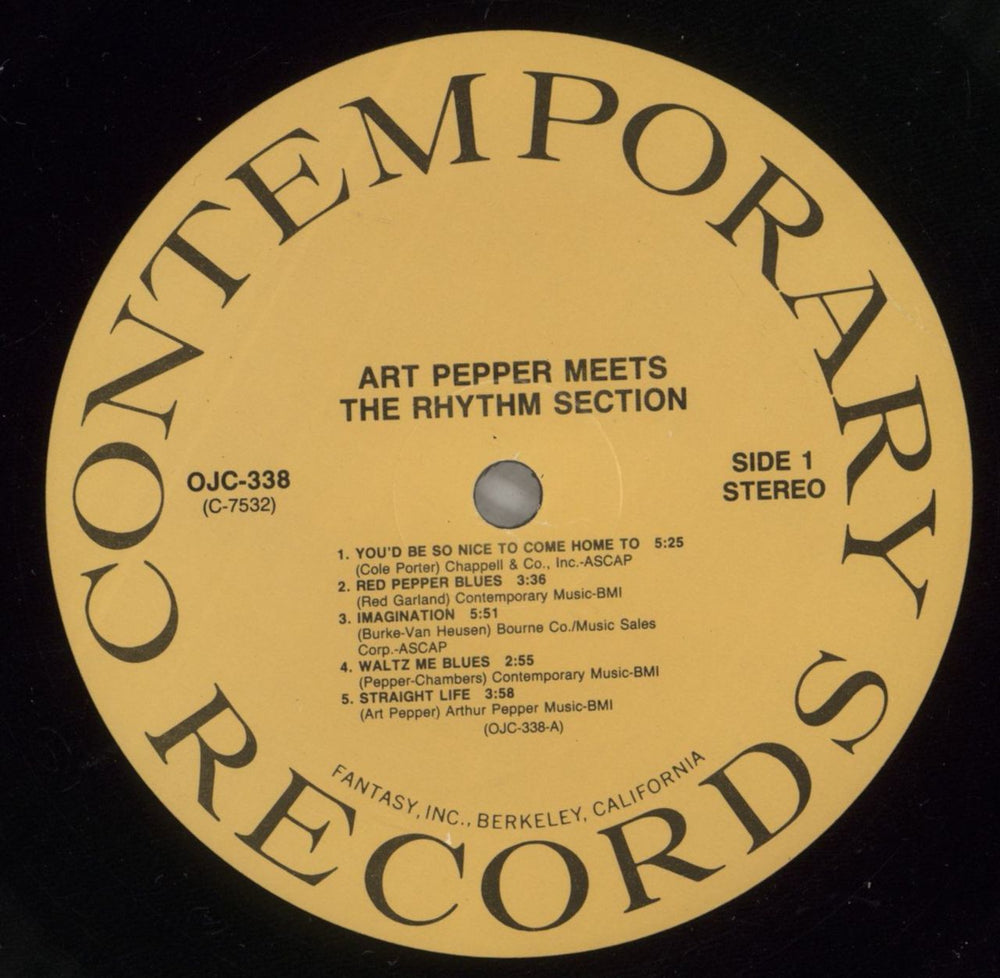 CONTEMPORARY RECORDS
ART PEPPER MEETS
THE RHYTHM SECTION
OJC-338
(C-7532)
SIDE 1
STEREO
1. YOU'D BE SO NICE TO COME HOME TO 5:25
(Cole Porter) Chappell & Co., Inc.-ASCAP
2. RED PEPPER BLUES 3:36
(Red Garland) Contemporary Music-BMI
3. IMAGINATION 5:51
(Burke-Van Heusen) Bourne Co./Music Sales
Corp.-ASCAP
4. WALTZ ME BLUES 2:55
(Pepper-Chambers) Contemporary Music-BMI
5. STRAIGHT LIFE 3:58
(Art Pepper) Arthur Pepper Music-BMI
(OJC-338-A)
FANTASY, INC., BERKELEY, CALIFORNIA